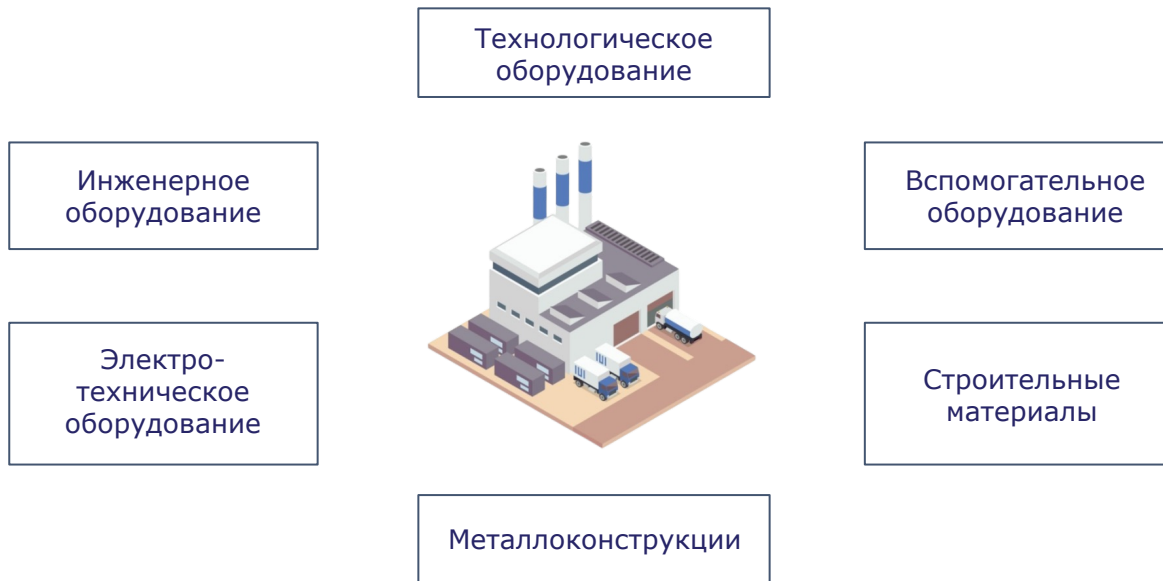 Технологическое
оборудование
Инженерное
оборудование
Вспомогательное
оборудование
Электро-
техническое
оборудование
Строительные
материалы
Металлоконструкции